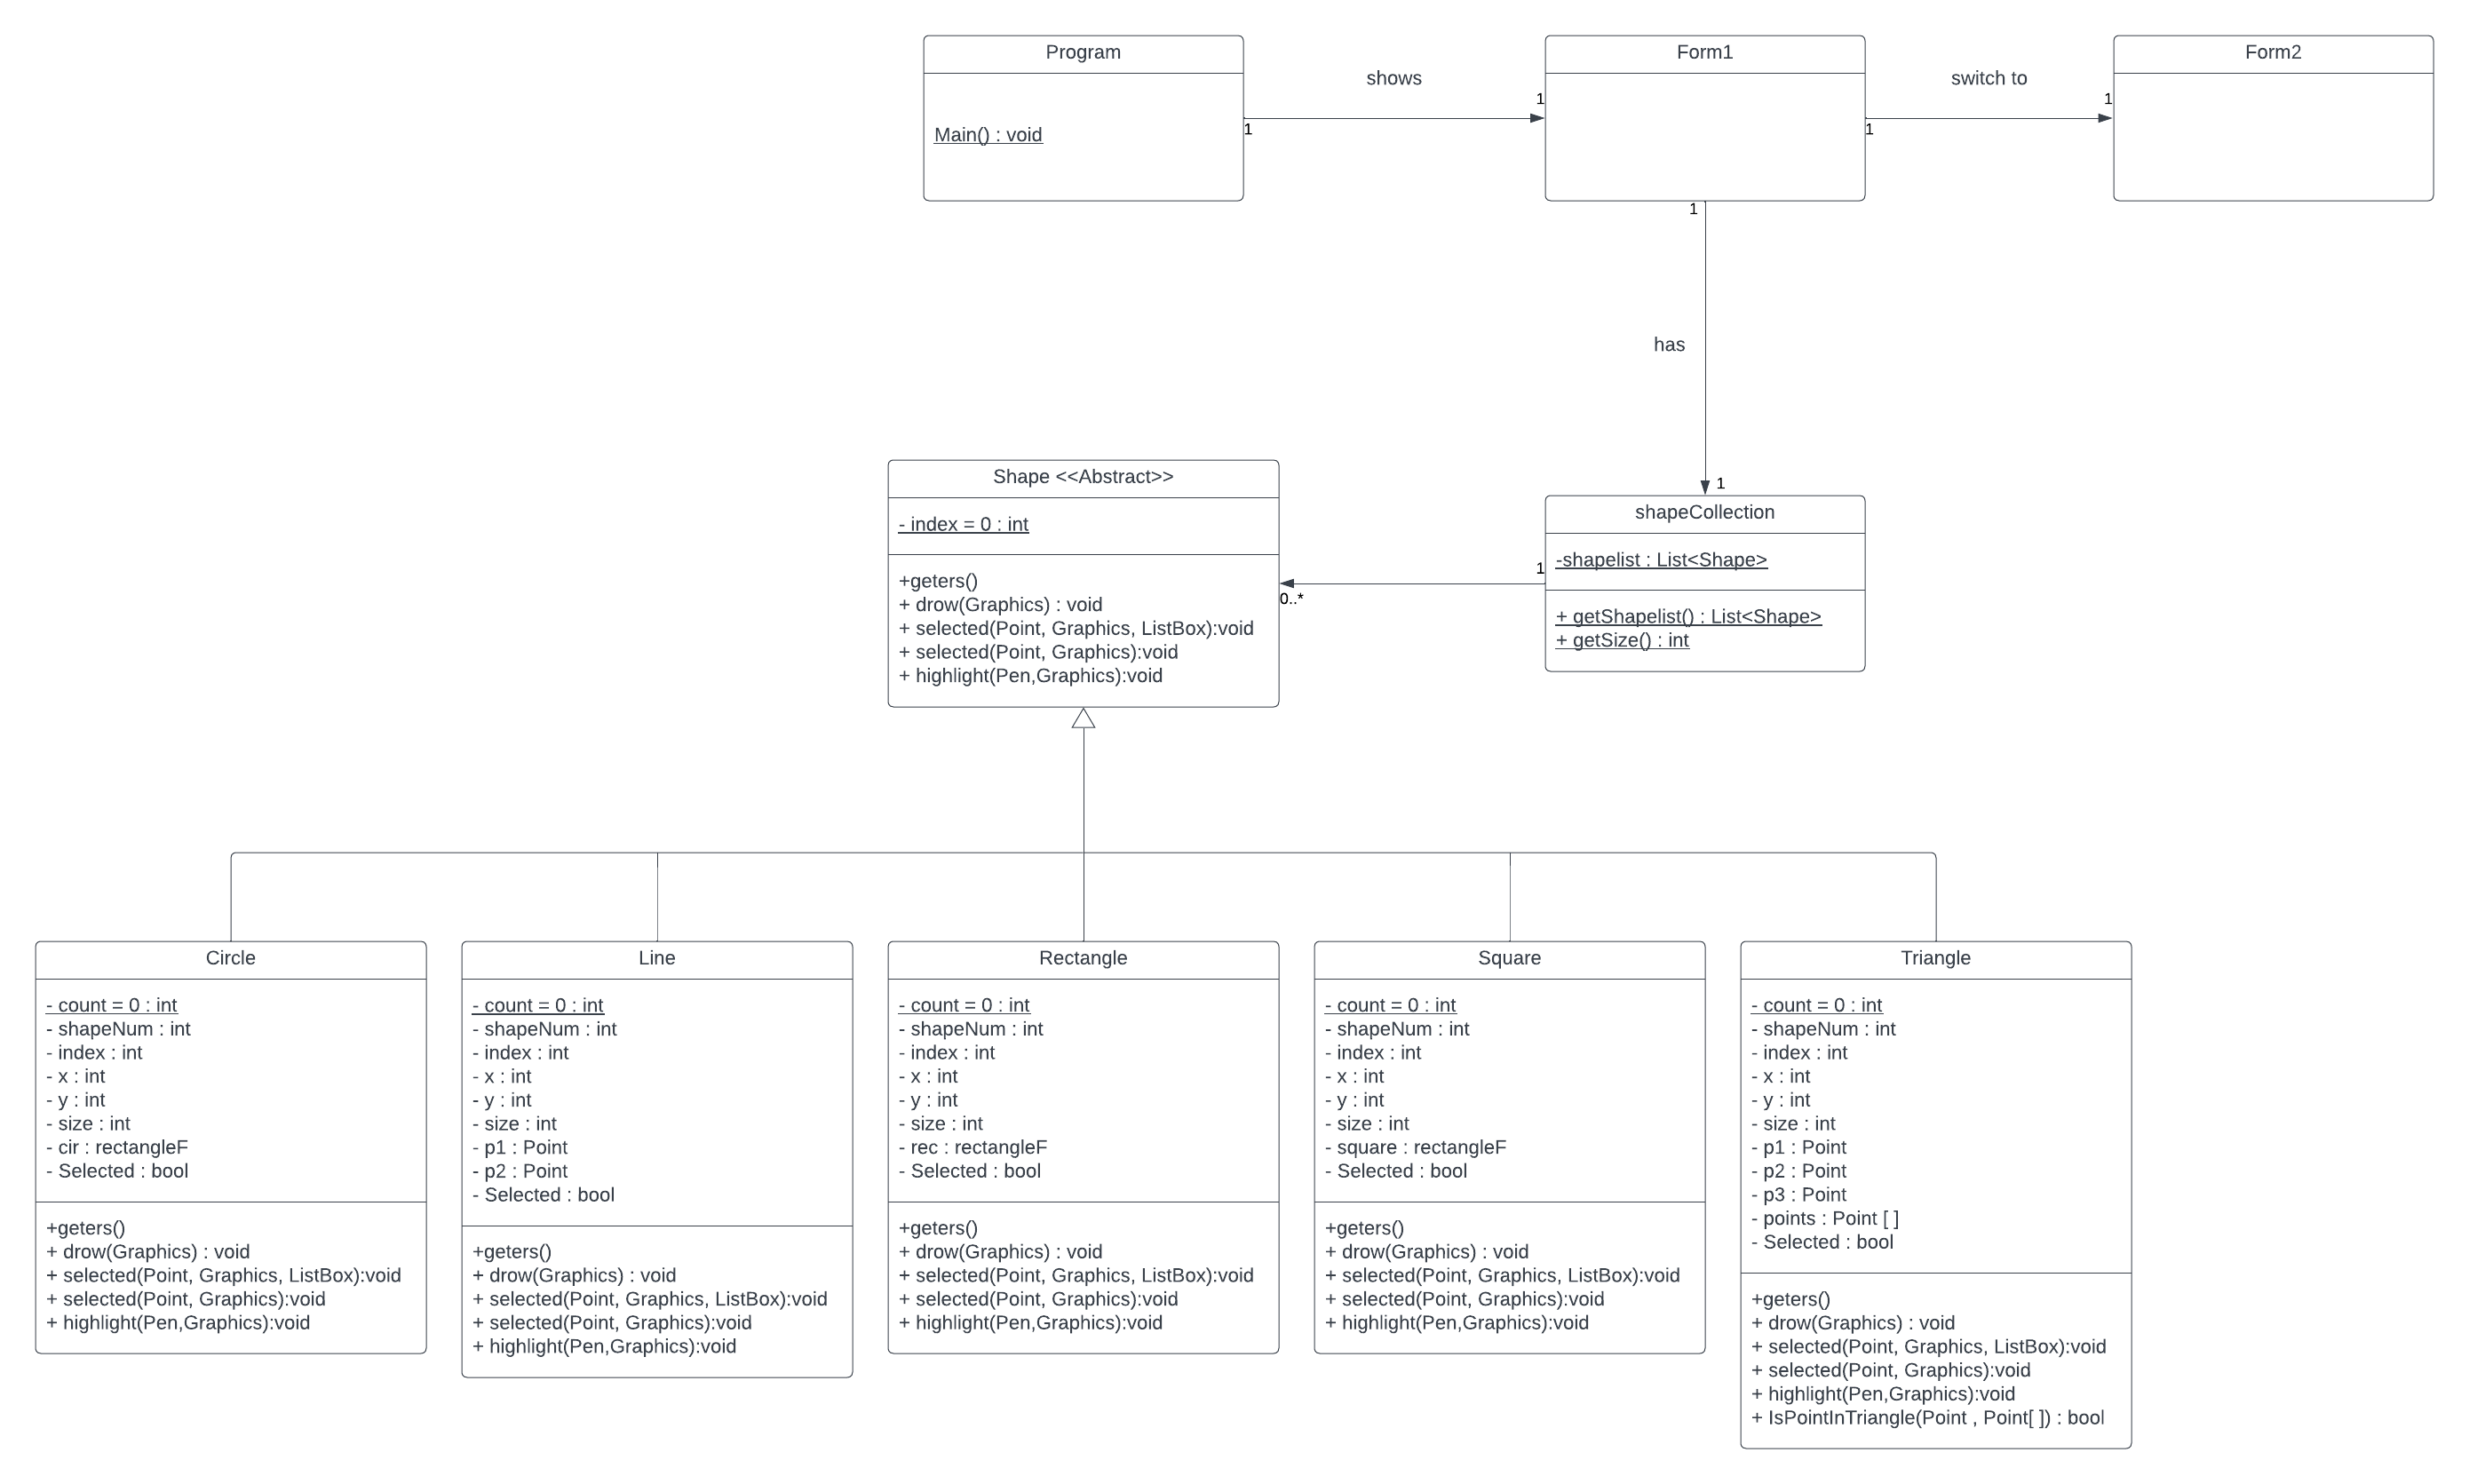 Program
Main() : void
shows
1
1
Form1
switch to
1
1
Form2
1
has
1
Shape <<Abstract>>
- index = 0 : int
+geters()
+ drow(Graphics) : void
+ selected(Point, Graphics, ListBox):void
+ selected(Point, Graphics):void
+ highlight(Pen,Graphics):void
1
0..*
shapeCollection
-shapelist : List<Shape>
+ getShapelist() : List<Shape>
+ getSize() : int
Circle
- count = 0 : int
- shapeNum : int
- index : int
- x : int
- y : int
- size : int
- cir : rectangleF
- Selected : bool
+geters()
+ drow(Graphics) : void
+ selected(Point, Graphics, ListBox):void
+ selected(Point, Graphics):void
+ highlight(Pen,Graphics):void
Line
- count = 0 : int
- shapeNum : int
- index : int
- x : int
- y : int
- size : int
- p1 : Point
- p2 : Point
- Selected : bool
+geters()
+ drow(Graphics) : void
+ selected(Point, Graphics, ListBox):void
+ selected(Point, Graphics):void
+ highlight(Pen,Graphics):void
Rectangle
- count = 0 : int
- shapeNum : int
- index : int
- x : int
- y : int
- size : int
- rec : rectangleF
- Selected : bool
+geters()
+ drow(Graphics) : void
+ selected(Point, Graphics, ListBox):void
+ selected(Point, Graphics):void
+ highlight(Pen,Graphics):void
Square
- count = 0 : int
- shapeNum : int
- index : int
- x : int
- y : int
- size : int
- square : rectangleF
- Selected : bool
+geters()
+ drow(Graphics) : void
+ selected(Point, Graphics, ListBox):void
+ selected(Point, Graphics):void
+ highlight(Pen,Graphics):void
Triangle
- count = 0 : int
- shapeNum : int
- index : int
- x : int
- y : int
- size : int
- p1 : Point
- p2 : Point
- p3 : Point
- points : Point [ ]
- Selected : bool
+geters()
+ drow(Graphics) : void
+ selected(Point, Graphics, ListBox):void
+ selected(Point, Graphics):void
+ highlight(Pen,Graphics):void
+ IsPointInTriangle(Point , Point[ ]) : bool